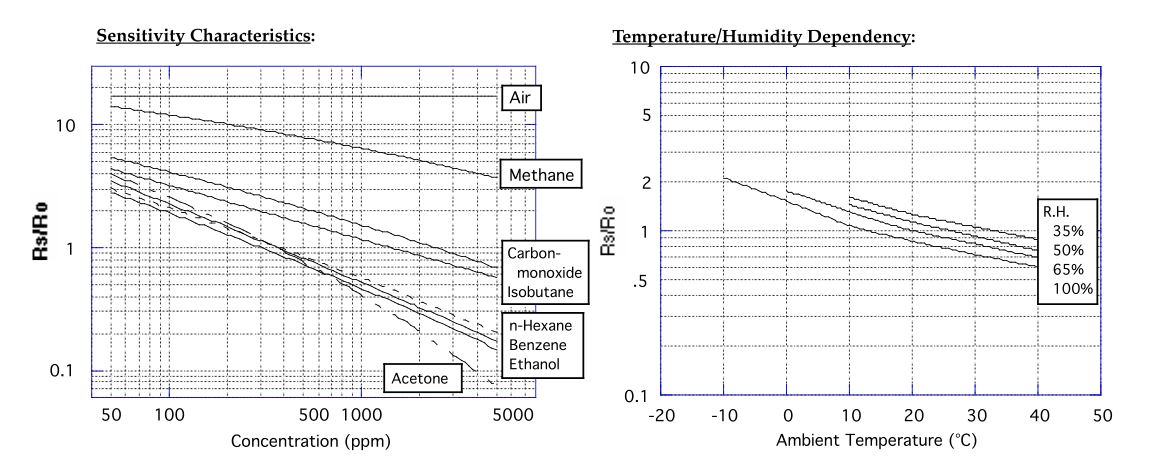 Sensitivity Characteristics:
Rs/Ro
10
1
0.1
Air
Methane
Carbon-
monoxide
Isobutane
n-Hexane
Benzene
Ethanol
Acetone
50 100 500 1000 5000
Concentration (ppm)
Temperature/Humidity Dependency:
Rs/Ro
10
5
2
1
.5
0.1
R.H.
35%
50%
65%
100%
-20 -10 0 10 20 30 40 50
Ambient Temperature (°C)